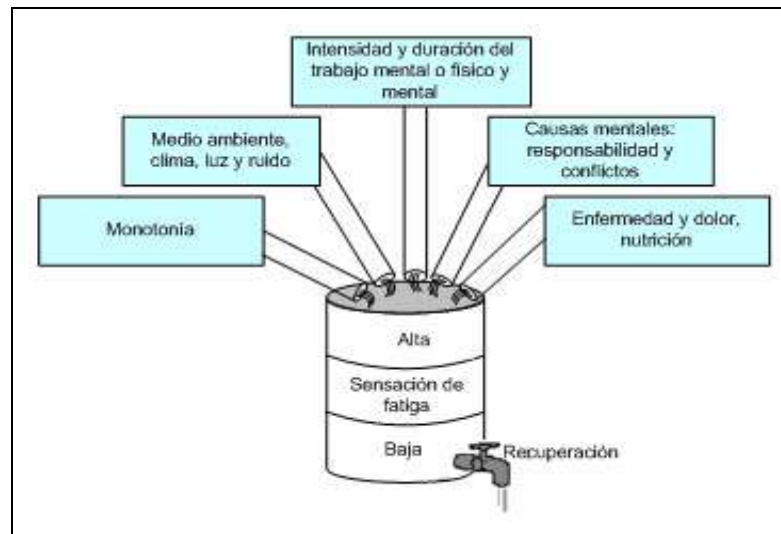 Intensidad y duración del
trabajo mental o físico y
mental
Medio ambiente,
clima, luz y ruido
Causas mentales:
responsabilidad y
conflictos
Monotonía
Enfermedad y dolor,
nutrición
Alta
Sensación de
fatiga
Baja
Recuperación